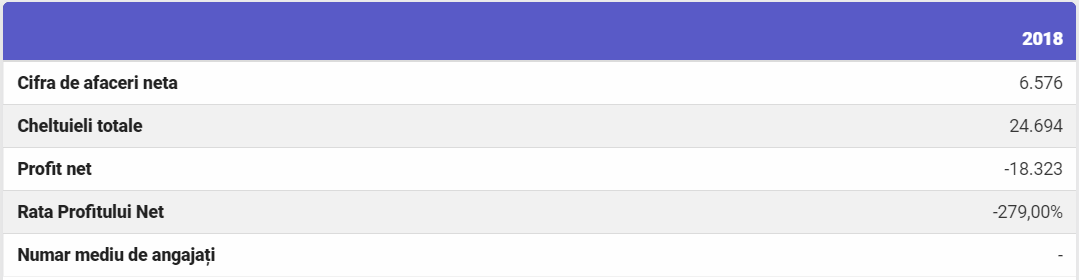 2018
Cifra de afaceri neta 6.576
Cheltuieli totale 24.694
Profit net -18.323
Rata Profitului Net -279,00%
Numar mediu de angajați -